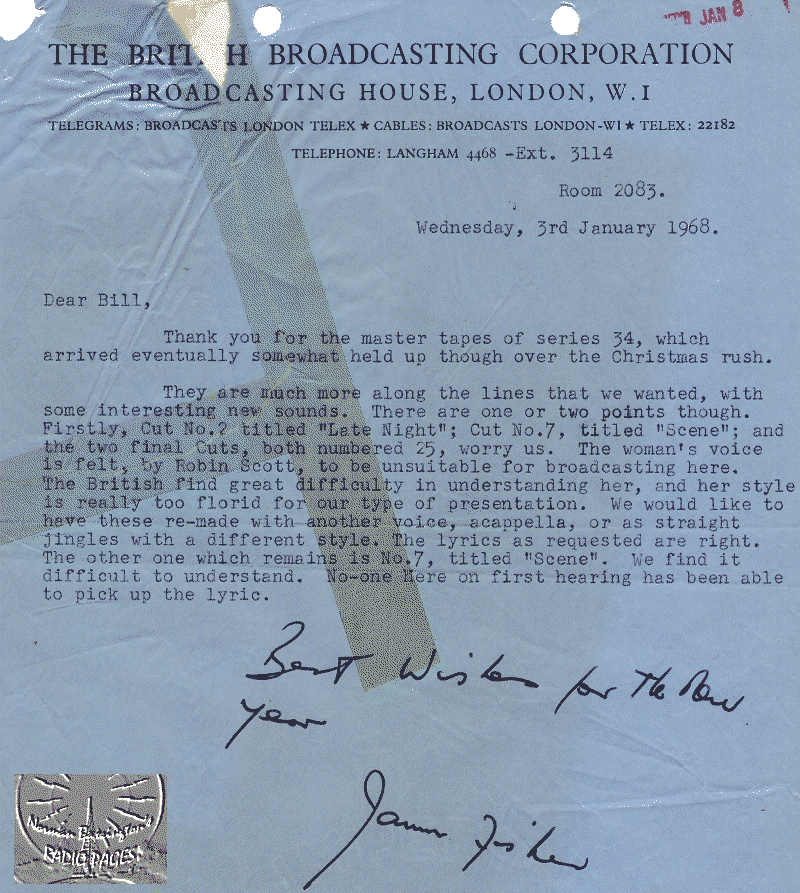 JAN 8
THE BRITISH BROADCASTING CORPORATION
BROADCASTING HOUSE, LONDON, W.1
TELEGRAMS: BROADCASTS LONDON TELEX ★ CABLES: BROADCASTS LONDON-W1 ★ TELEX: 22182
TELEPHONE: LANGHAM 4468 -Ext. 3114
Room 2083.
Wednesday, 3rd January 1968.
Dear Bill,
Thank you for the master tapes of series 34, which
arrived eventually somewhat held up though over the Christmas rush.
They are much more along the lines that we wanted, with
some interesting new sounds. There are one or two points though.
Firstly, Cut No.2 titled "Late Night"; Cut No.7, titled "Scene"; and
the two final Cuts, both numbered 25, worry us. The woman's voice
is felt, by Robin Scott, to be unsuitable for broadcasting here.
The British find great difficulty in understanding her, and her style
is really too florid for our type of presentation. We would like to
have these re-made with another voice, acappella, or as straight
jingles with a different style. The lyrics as requested are right.
The other one which remains is No.7, titled "Scene". We find it
difficult to understand. No-one here on first hearing has been able
to pick up the lyric.
Best Wishes for the New
Year
Fisher
Norman
RADIO PAGES